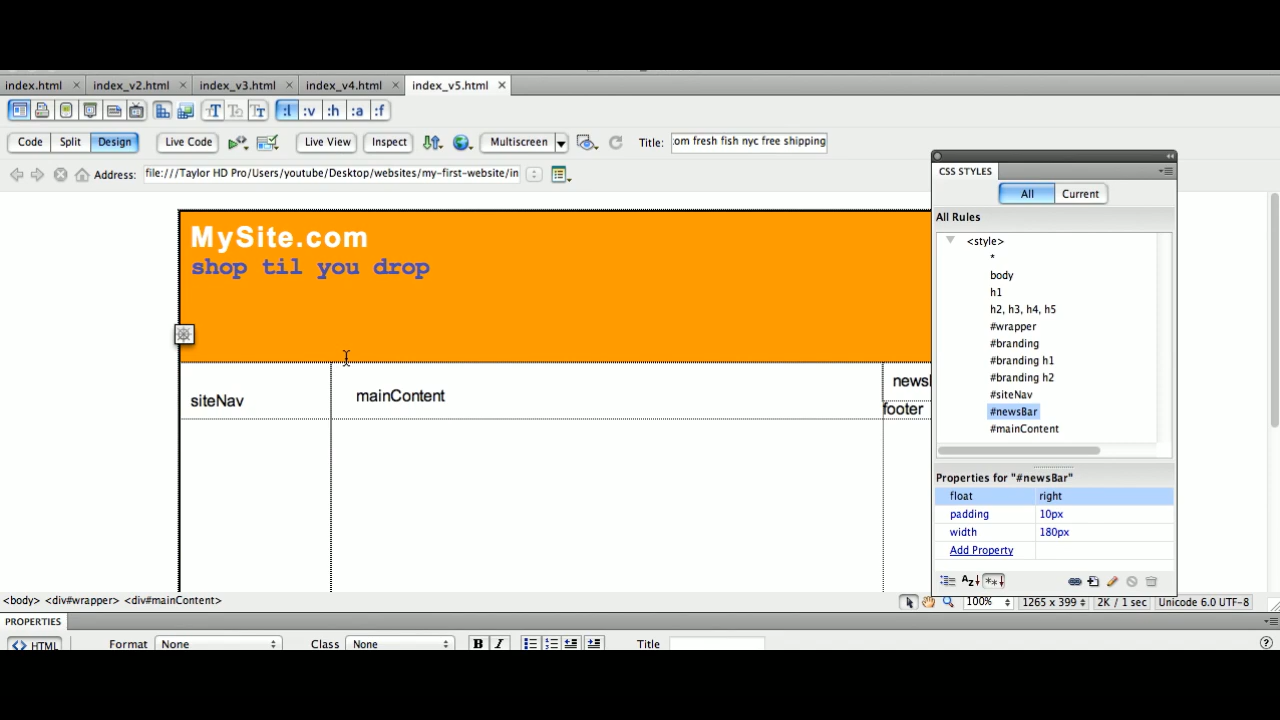 index.html index_v2.html index_v3.html index_v4.html index_v5.html
:l :v :h :a :f
Code Split Design Live Code Live View Inspect Multiscreen Title: om fresh fish nyc free shipping
Address: file:///Taylor HD Pro/Users/youtube/Desktop/websites/my-first-website/in
MySite.com
shop til you drop
siteNav
mainContent
news
footer
CSS STYLES
All Current
All Rules
<style>
*
body
h1
h2, h3, h4, h5
#wrapper
#branding
#branding h1
#branding h2
#siteNav
#newsBar
#mainContent
Properties for "#newsBar"
float right
padding 10px
width 180px
Add Property
<body> <div#wrapper> <div#mainContent> 100% 1265 x 399 2K / 1 sec Unicode 6.0 UTF-8
PROPERTIES
<> HTML Format None Class None B I Title